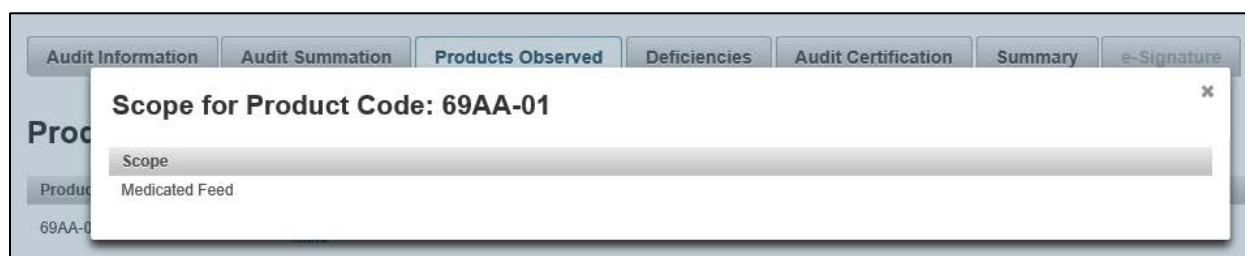 Audit Information Audit Summation Products Observed Deficiencies Audit Certification Summary e-Signature
Scope for Product Code: 69AA-01 ×
Proc
Scope
Produc
Medicated Feed
69AA-0